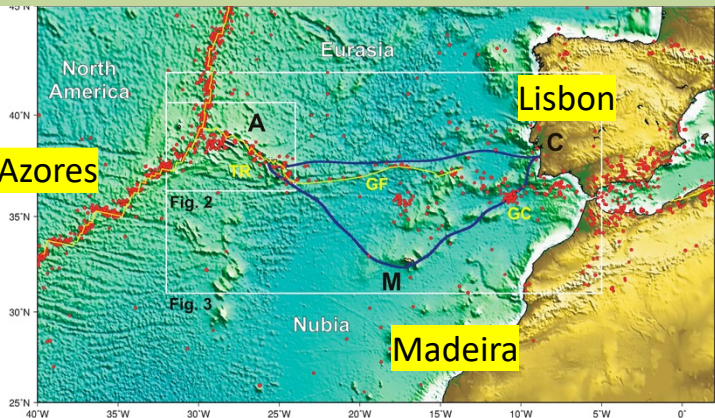 45°N
40°N
35°N
30°N
25°N
North
America
Eurasia
Lisbon
A
C
Azores
TR
GF
GC
Fig. 2
M
Fig. 3
Nubia
Madeira
40°W
35°W
30°W
25°W
20°W
15°W
10°W
5°W
0°